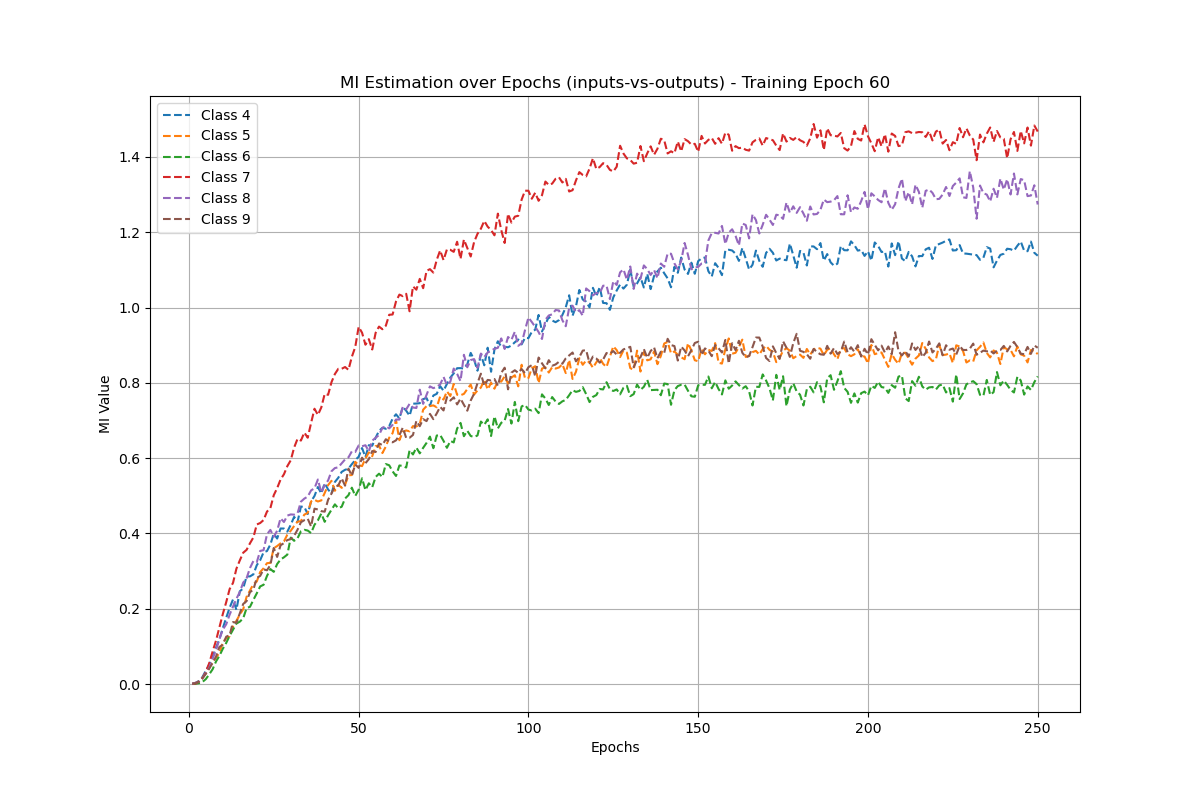 MI Estimation over Epochs (inputs-vs-outputs) - Training Epoch 60
Class 4
Class 5
Class 6
Class 7
Class 8
Class 9
MI Value
1.4
1.2
1.0
0.8
0.6
0.4
0.2
0.0
0
50
100
150
200
250
Epochs